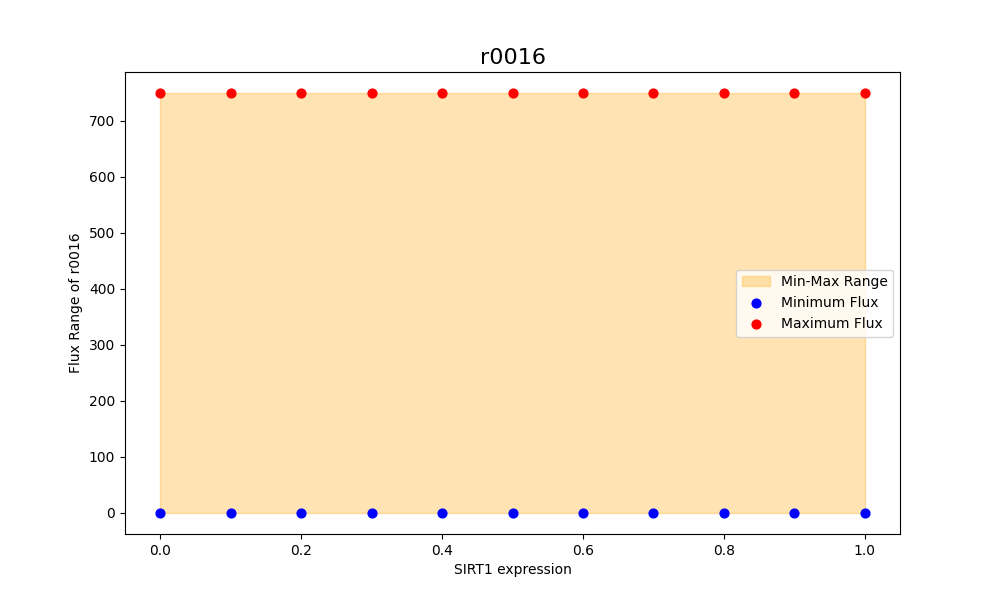 r0016
Flux Range of r0016
700
600
500
400
300
200
100
0
Min-Max Range
Minimum Flux
Maximum Flux
0.0 0.2 0.4 0.6 0.8 1.0
SIRT1 expression